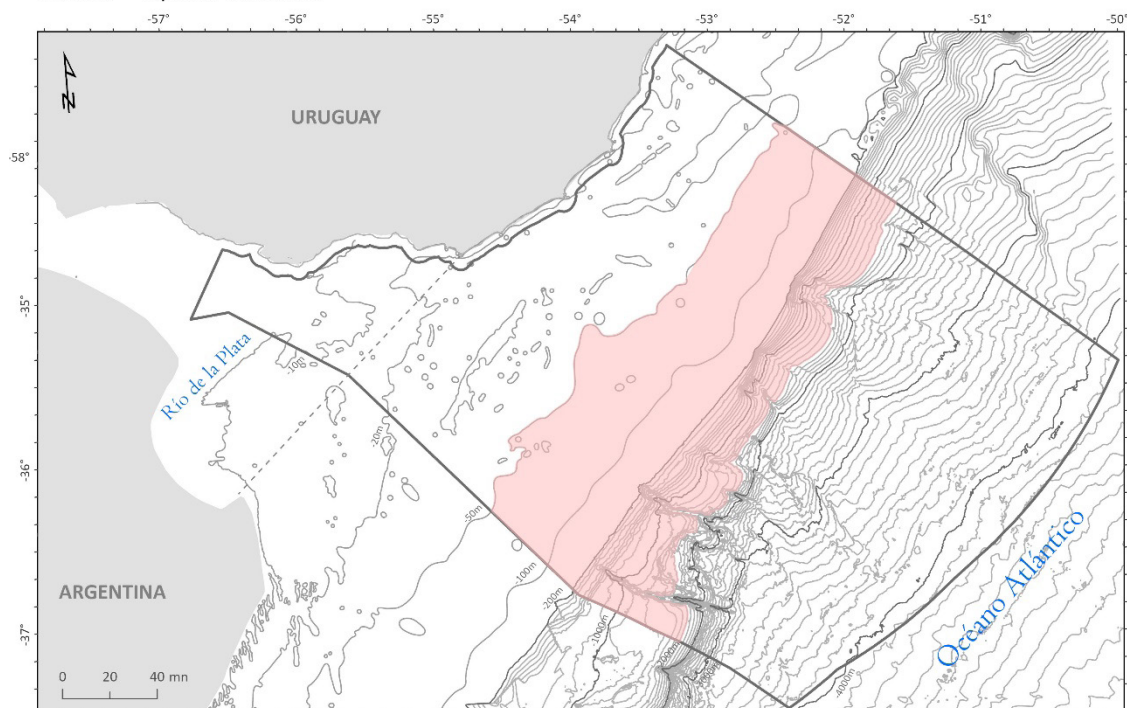 -57° -56° -55° -54° -53° -52° -51° -50°
N
URUGUAY
-58°
-35°
Río de la Plata
-10m
-20m
-36°
-50m
-100m
-200m
ARGENTINA
-1000m
-37°
-4000m
Océano Atlántico
0 20 40 mn